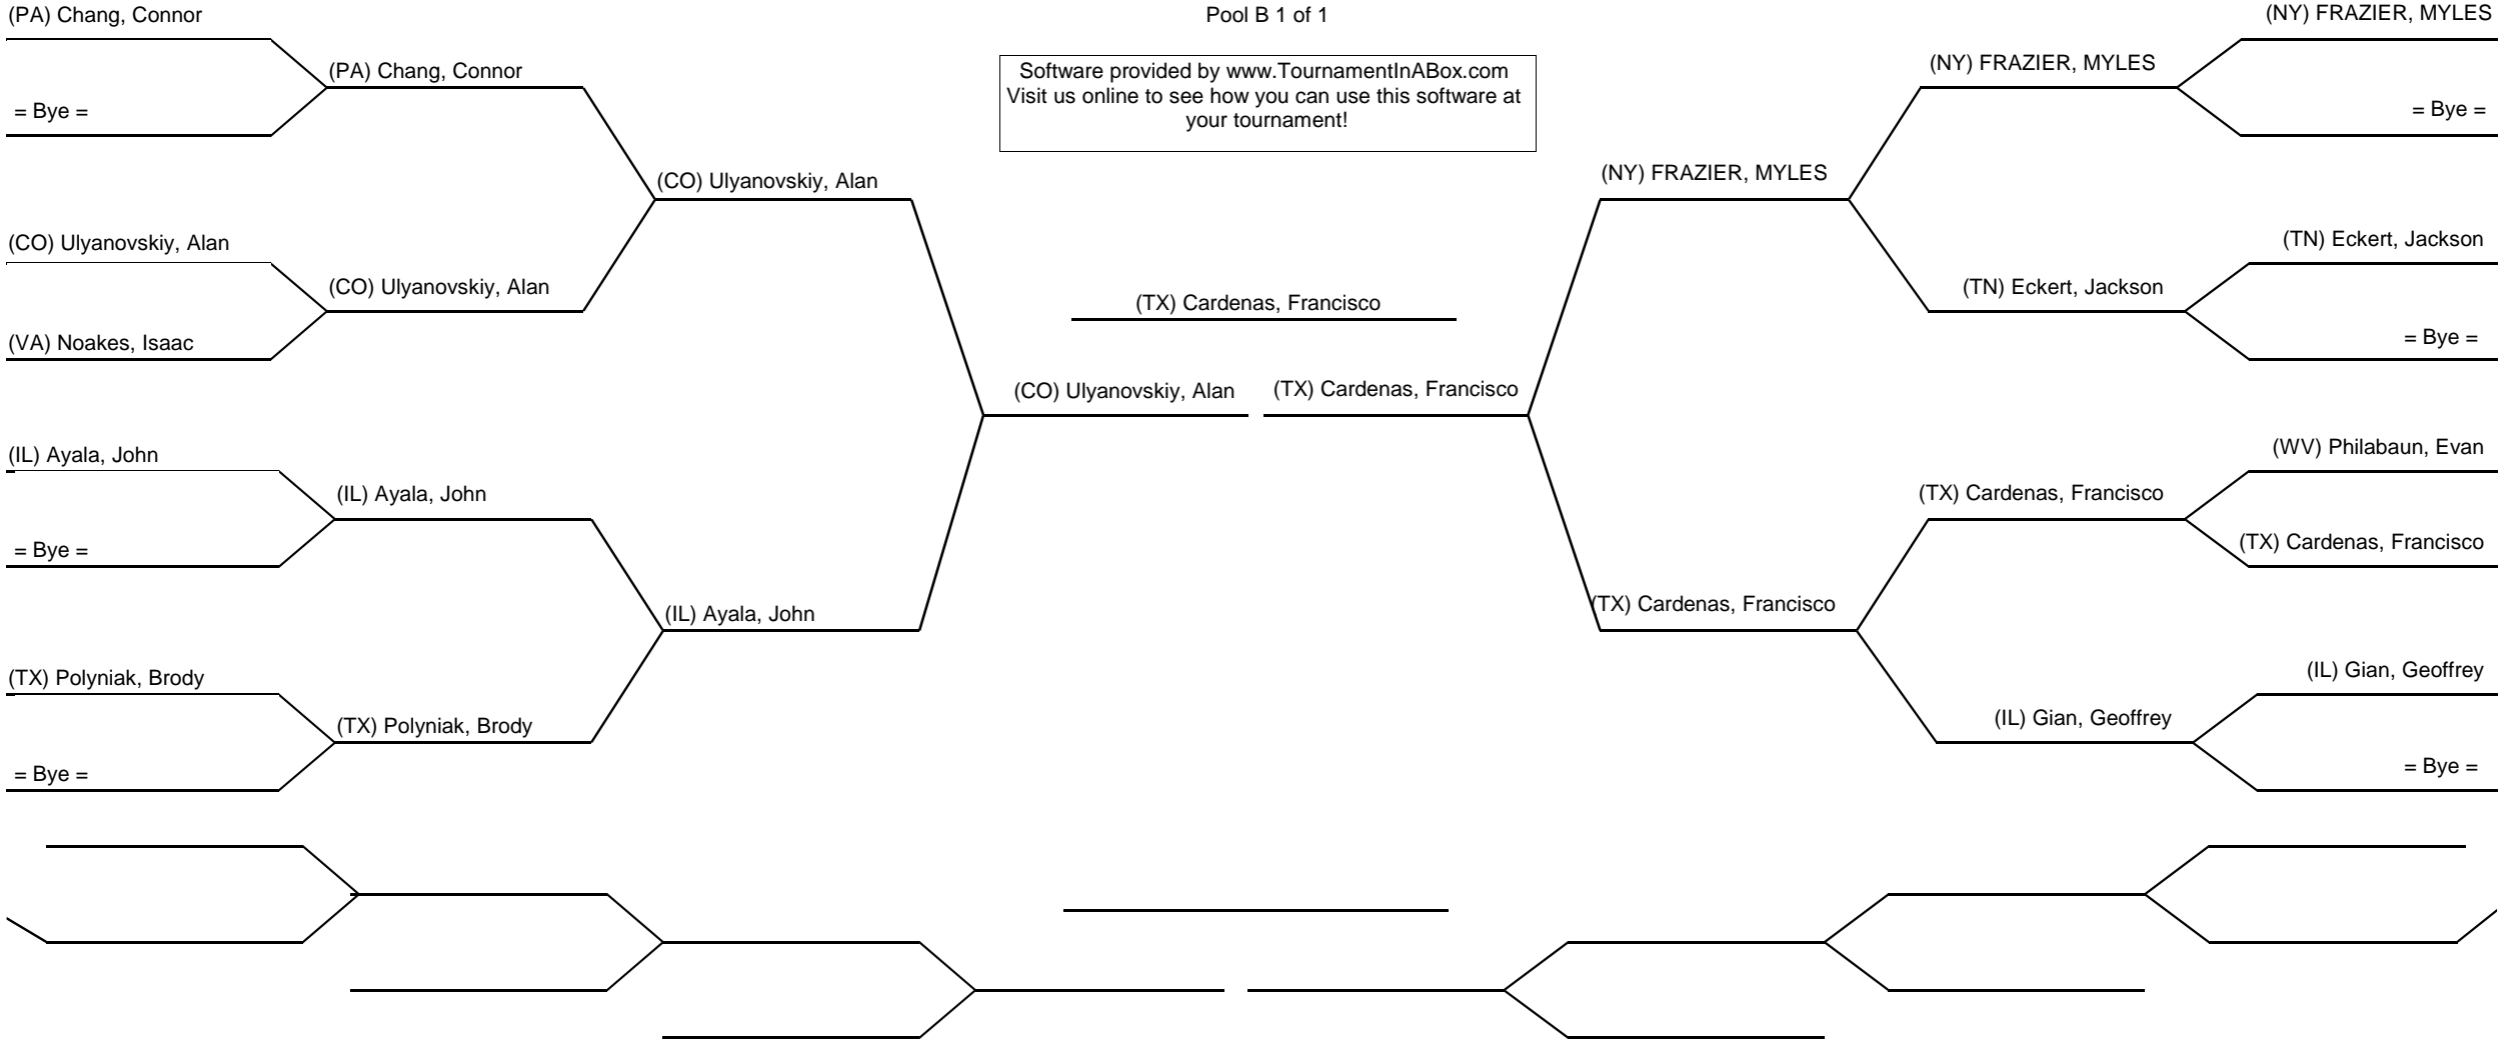 (PA) Chang, Connor
Pool B 1 of 1
(NY) FRAZIER, MYLES
(PA) Chang, Connor
Software provided by www.TournamentInABox.com
Visit us online to see how you can use this software at
your tournament!
(NY) FRAZIER, MYLES
= Bye =
= Bye =
(CO) Ulyanovskiy, Alan
(NY) FRAZIER, MYLES
(CO) Ulyanovskiy, Alan
(TN) Eckert, Jackson
(CO) Ulyanovskiy, Alan
(TX) Cardenas, Francisco
(TN) Eckert, Jackson
(VA) Noakes, Isaac
= Bye =
(CO) Ulyanovskiy, Alan
(TX) Cardenas, Francisco
(IL) Ayala, John
(WV) Philabaun, Evan
(IL) Ayala, John
(TX) Cardenas, Francisco
= Bye =
(TX) Cardenas, Francisco
(IL) Ayala, John
(TX) Cardenas, Francisco
(TX) Polyniak, Brody
(IL) Gian, Geoffrey
(TX) Polyniak, Brody
(IL) Gian, Geoffrey
= Bye =
= Bye =